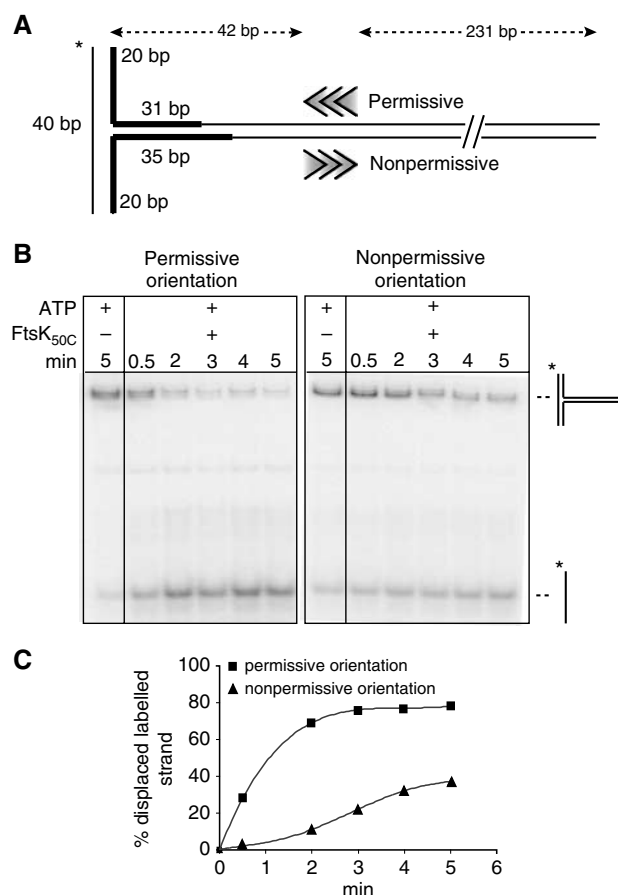 A
42 bp
231 bp
*
20 bp
31 bp
Permissive
40 bp
35 bp
Nonpermissive
20 bp
B
Permissive orientation
Nonpermissive orientation
ATP + + + +
FtsK50C – + – +
min 5 0.5 2 3 4 5 5 0.5 2 3 4 5
*
*
C
100
80
60
40
20
0
% displaced labelled strand
permissive orientation
nonpermissive orientation
0 1 2 3 4 5 6
min